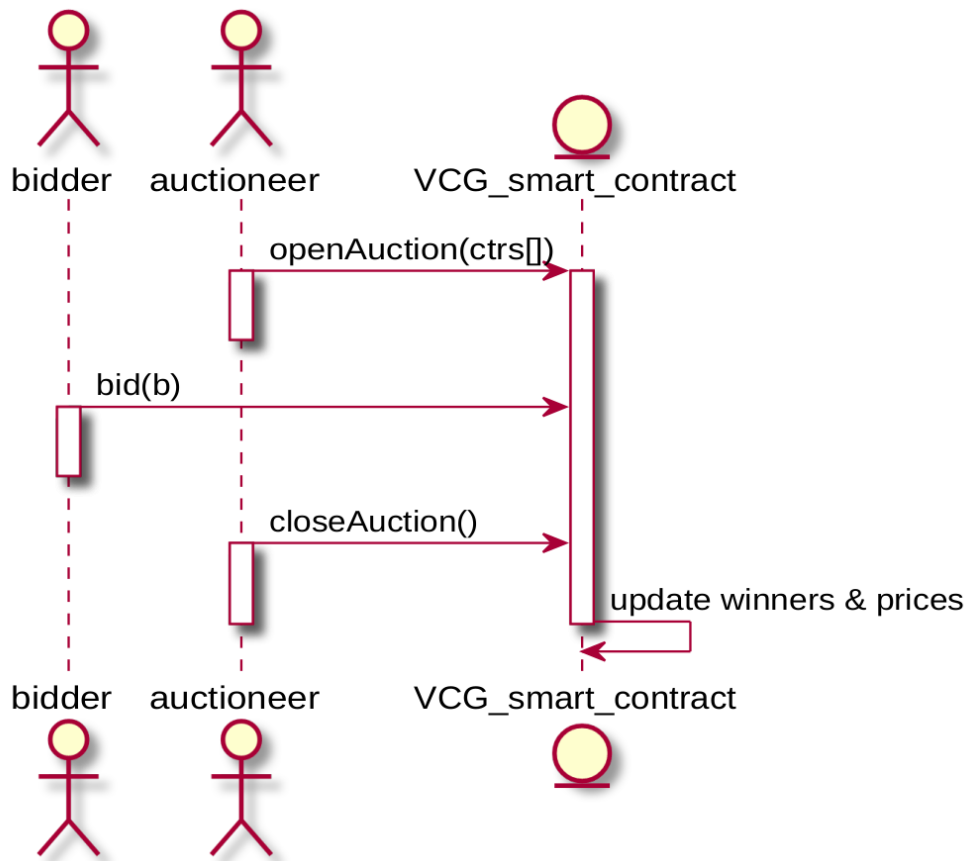 bidder auctioneer VCG_smart_contract
openAuction(ctrs[])
bid(b)
closeAuction()
update winners & prices
bidder auctioneer VCG_smart_contract